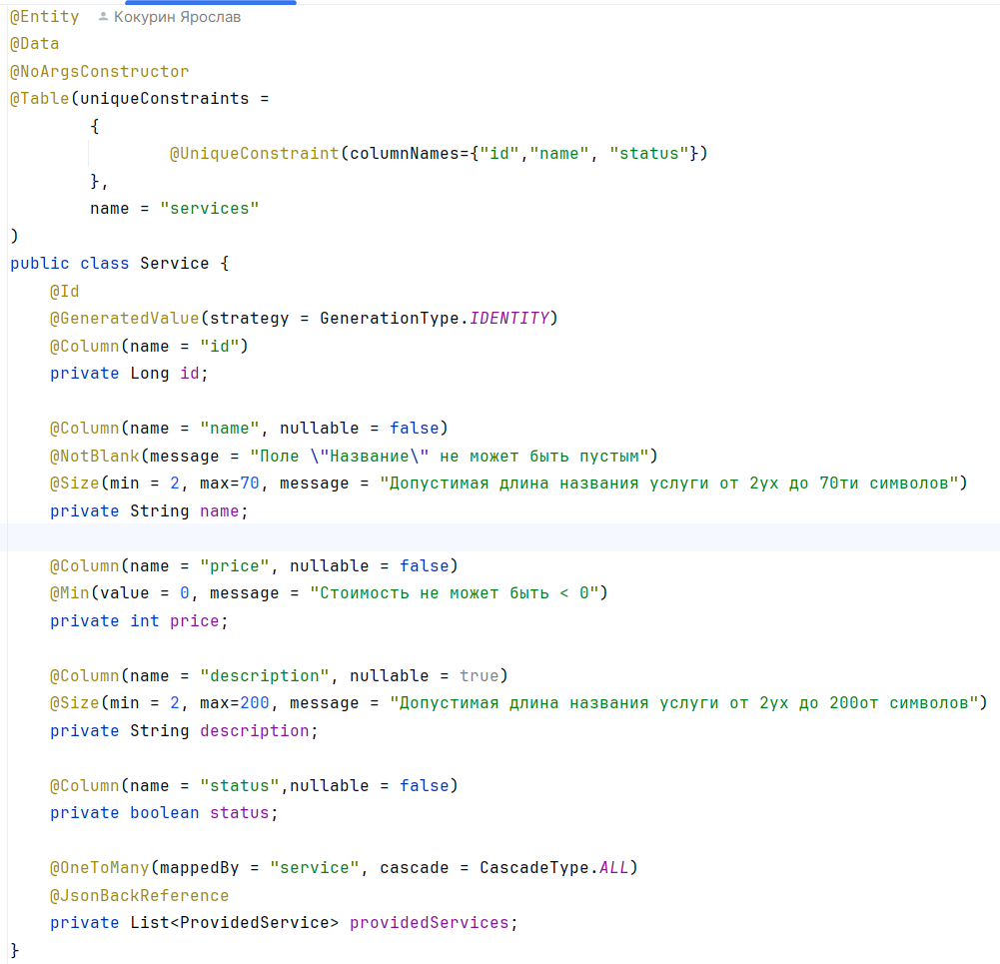 @Entity Кокурин Ярослав
@Data
@NoArgsConstructor
@Table(uniqueConstraints =
        {
                @UniqueConstraint(columnNames={"id","name", "status"})
        },
        name = "services"
)
public class Service {
    @Id
    @GeneratedValue(strategy = GenerationType.IDENTITY)
    @Column(name = "id")
    private Long id;

    @Column(name = "name", nullable = false)
    @NotBlank(message = "Поле \"Название\" не может быть пустым")
    @Size(min = 2, max=70, message = "Допустимая длина названия услуги от 2ух до 70ти символов")
    private String name;

    @Column(name = "price", nullable = false)
    @Min(value = 0, message = "Стоимость не может быть < 0")
    private int price;

    @Column(name = "description", nullable = true)
    @Size(min = 2, max=200, message = "Допустимая длина названия услуги от 2ух до 200от символов")
    private String description;

    @Column(name = "status",nullable = false)
    private boolean status;

    @OneToMany(mappedBy = "service", cascade = CascadeType.ALL)
    @JsonBackReference
    private List<ProvidedService> providedServices;
}